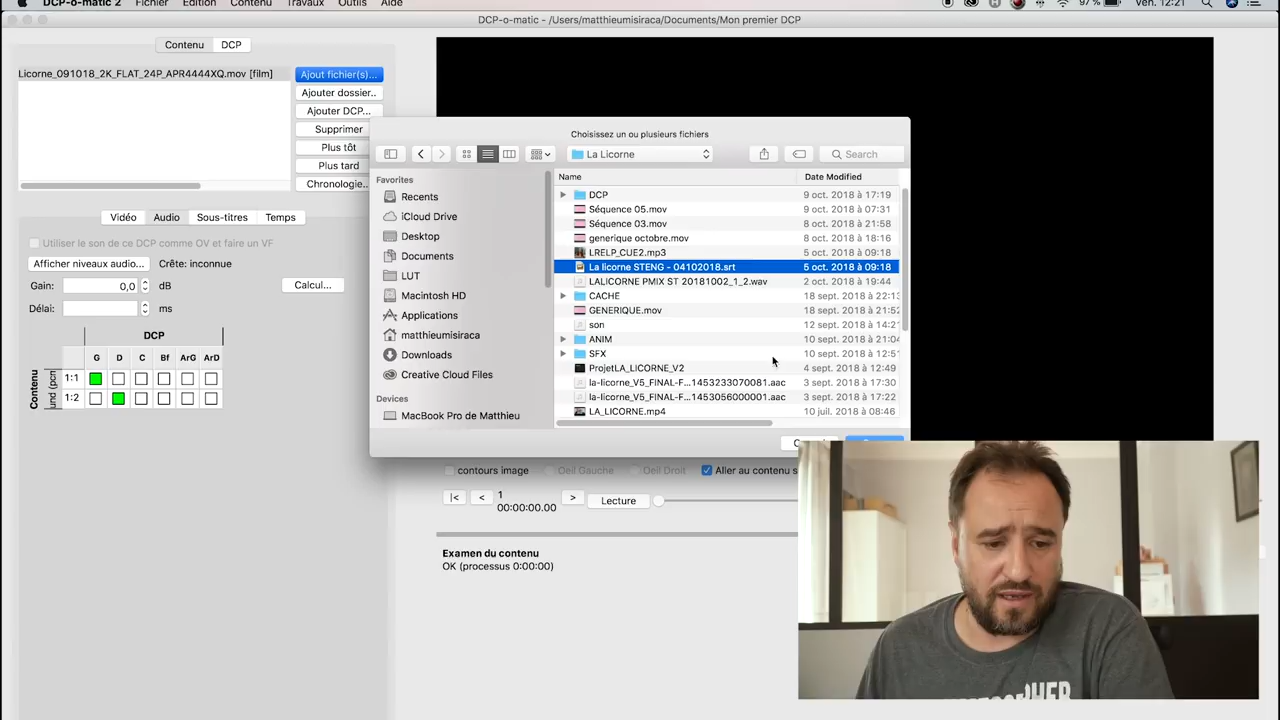 DCP-o-matic 2 Fichier Édition Contenu Travaux Outils Aide 97 % Ven. 12:21
DCP-o-matic - /Users/matthieumisiraca/Documents/Mon premier DCP
Contenu DCP
Licorne_091018_2K_FLAT_24P_APR4444XQ.mov [film]
Ajout fichier(s)...
Ajouter dossier..
Ajouter DCP...
Supprimer
Plus tôt
Plus tard
Chronologie..
Vidéo Audio Sous-titres Temps
Utiliser le son de ce DCP comme OV et faire un VF
Afficher niveaux audio... Crête: inconnue
Gain: 0,0 dB Calcul...
Délai: ms
DCP
G D C Bf ArG ArD
Contenu
1:1
1:2
Choisissez un ou plusieurs fichiers
La Licorne
Search
Favorites
Recents
iCloud Drive
Desktop
Documents
LUT
Macintosh HD
Applications
matthieumisiraca
Downloads
Creative Cloud Files
Devices
MacBook Pro de Matthieu
Name Date Modified
DCP 9 oct. 2018 à 17:19
Séquence 05.mov 9 oct. 2018 à 07:31
Séquence 03.mov 8 oct. 2018 à 21:58
generique octobre.mov 8 oct. 2018 à 18:16
LRELP_CUE2.mp3 5 oct. 2018 à 09:18
La licorne STENG - 04102018.srt 5 oct. 2018 à 09:18
LALICORNE PMIX ST 20181002_1_2.wav 2 oct. 2018 à 19:44
CACHE 18 sept. 2018 à 22:13
GENERIQUE.mov 18 sept. 2018 à 21:52
son 12 sept. 2018 à 14:21
ANIM 10 sept. 2018 à 21:04
SFX 10 sept. 2018 à 12:51
ProjetLA_LICORNE_V2 4 sept. 2018 à 12:49
la-licorne_V5_FINAL-F...1453233070081.aac 3 sept. 2018 à 17:30
la-licorne_V5_FINAL-F...1453056000001.aac 3 sept. 2018 à 17:22
LA_LICORNE.mp4 10 juil. 2018 à 08:46
contours image Oeil Gauche Oeil Droit Aller au contenu s
|< < 1 > Lecture
00:00:00.00
Examen du contenu
OK (processus 0:00:00)